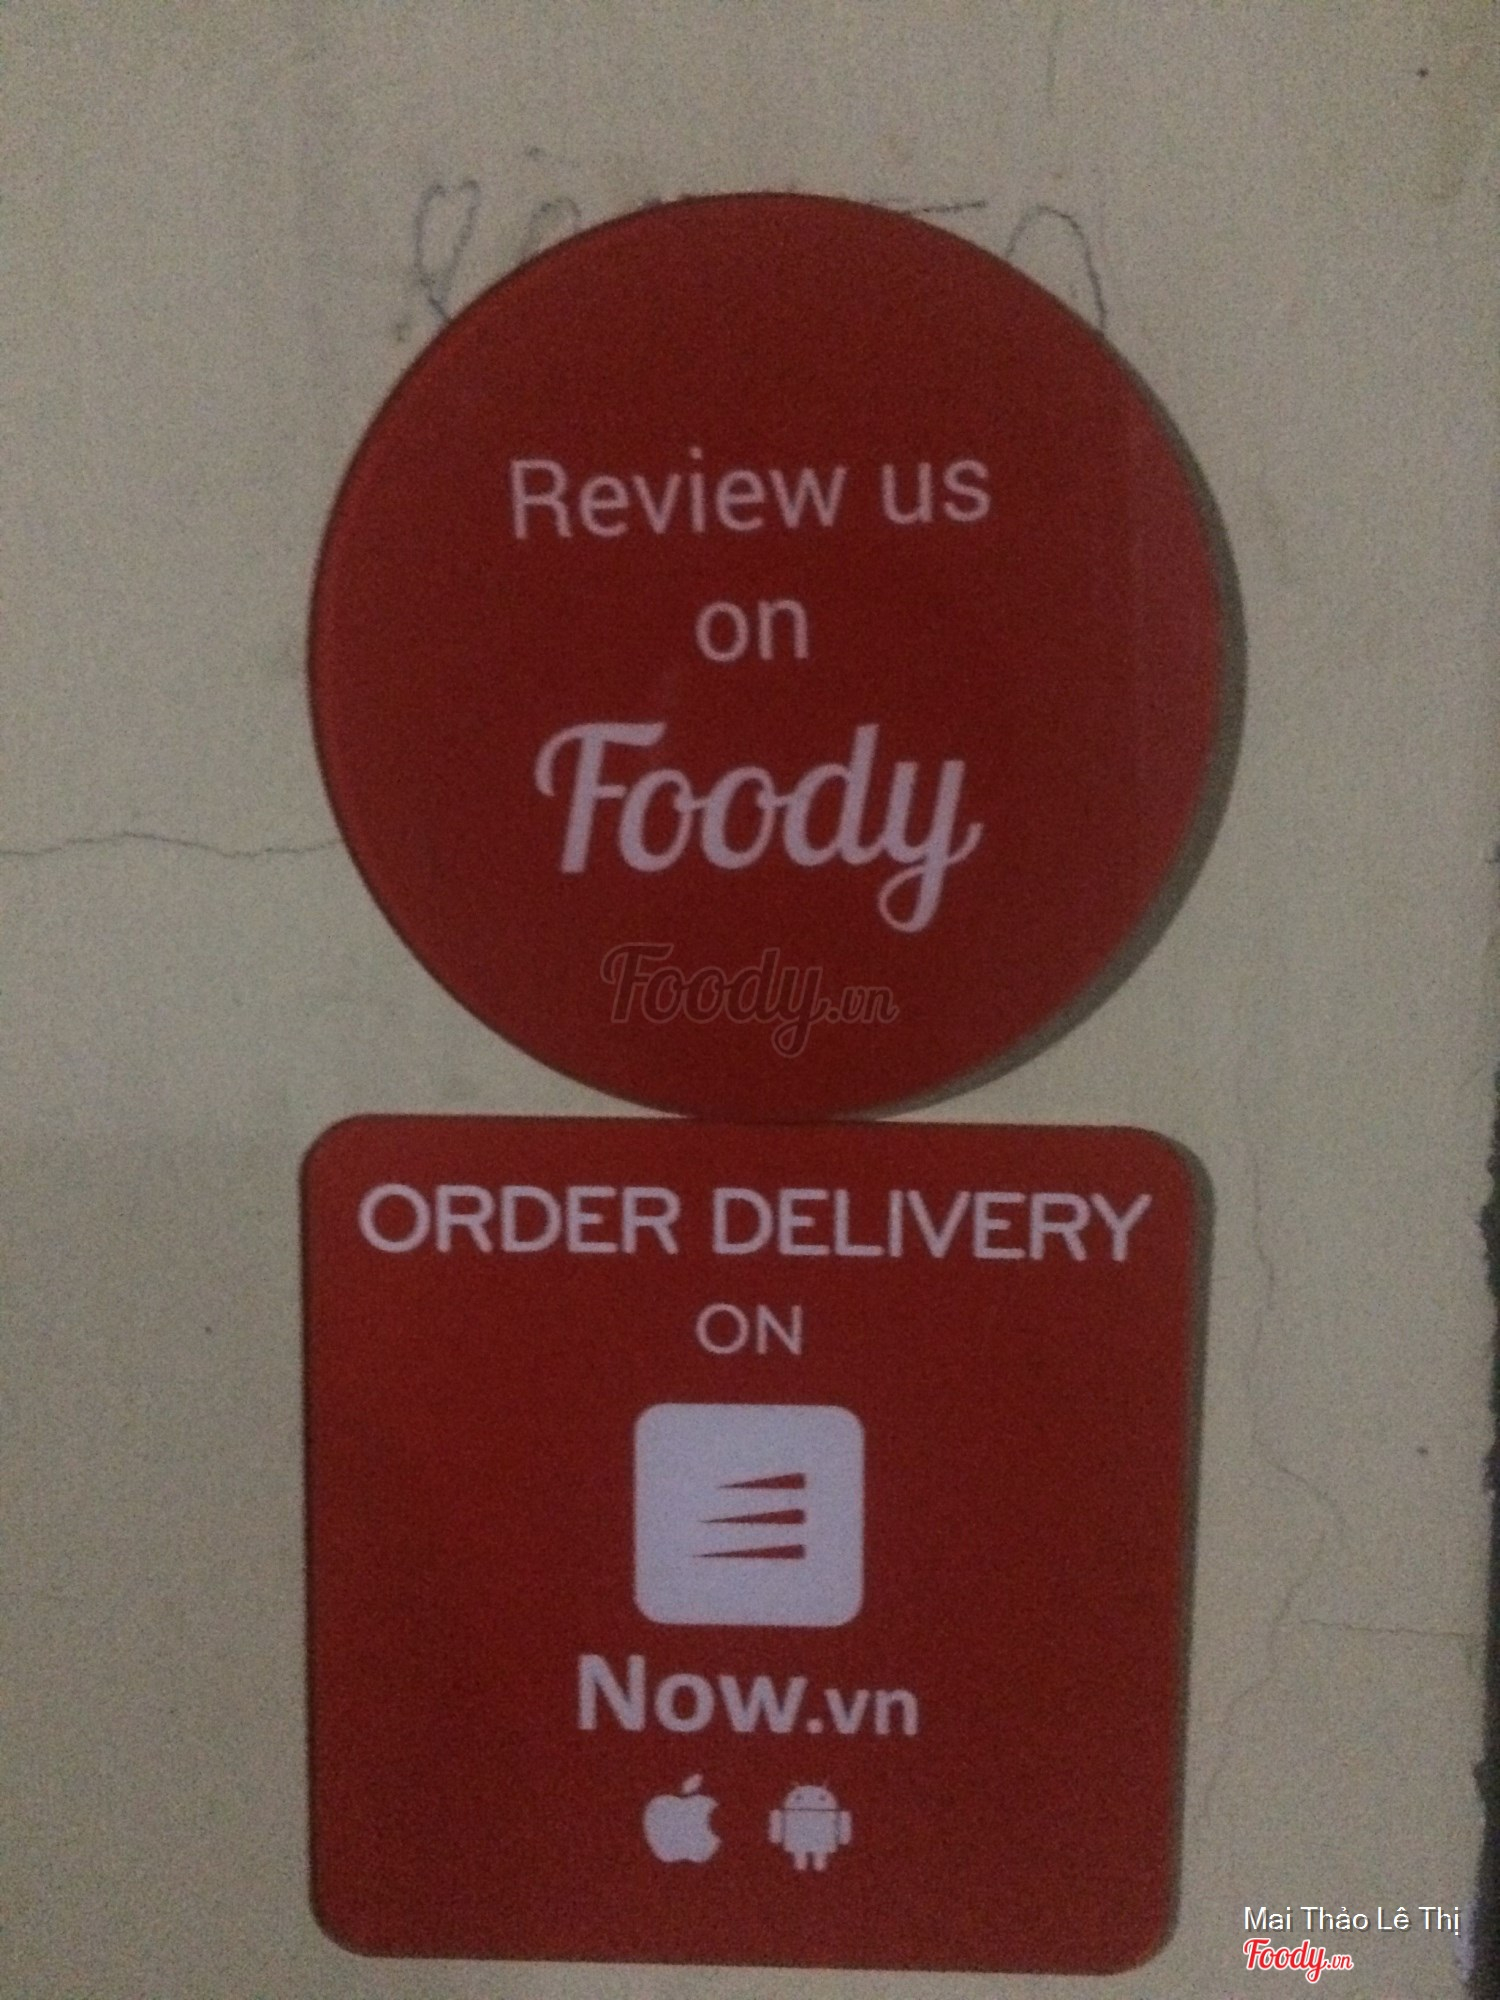 Review us
on
Foody
Foody.vn
ORDER DELIVERY
ON
Now.vn
Mai Thảo Lê Thị
Foody.vn